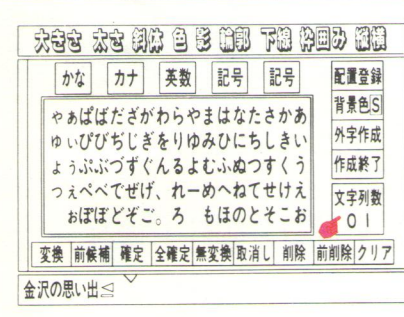 大きさ 太さ 斜体 色 影 輪郭 下線 枠囲み 縦横
かな カナ 英数 記号 記号 配置登録
背景色S
外字作成
作成終了
文字列数
01
ゃぁぱばだざがわらやまはなたさかあ
ゅぃぴびぢじぎをりゆみひにちしきい
ょぅぷぶづずぐんるよむふぬつすくう
っぇぺべでぜげ、れーめへねてせけえ
ぉぽぼどぞご。ろ もほのとそこお
変換 前候補 確定 全確定 無変換 取消し 削除 前削除 クリア
金沢の思い出